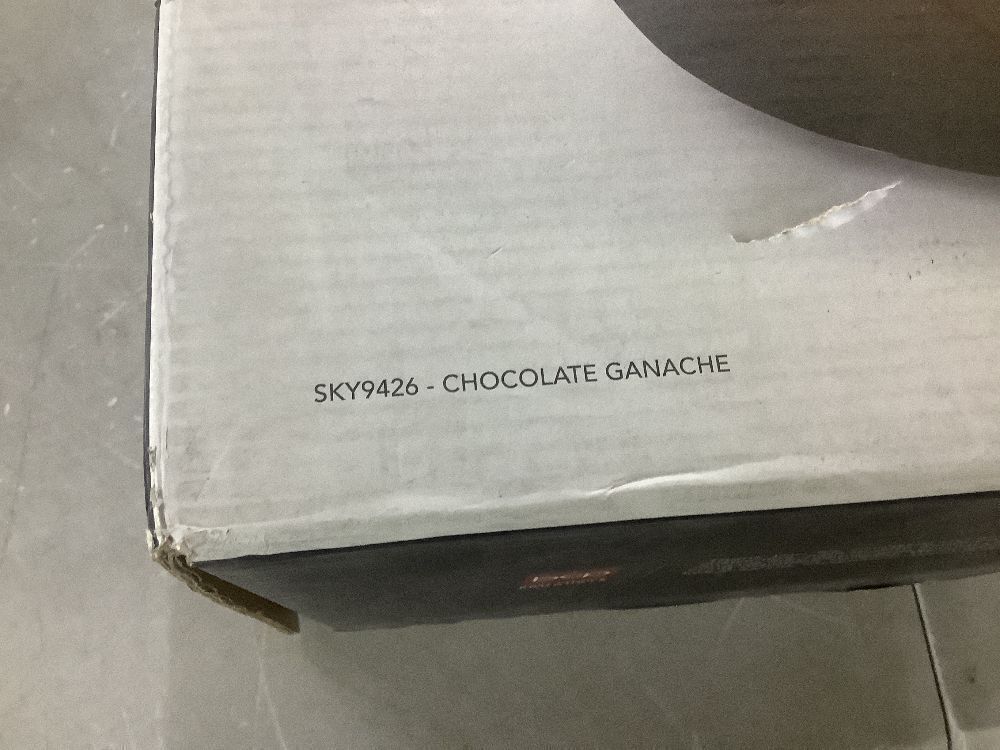 SKY9426 - CHOCOLATE GANACHE